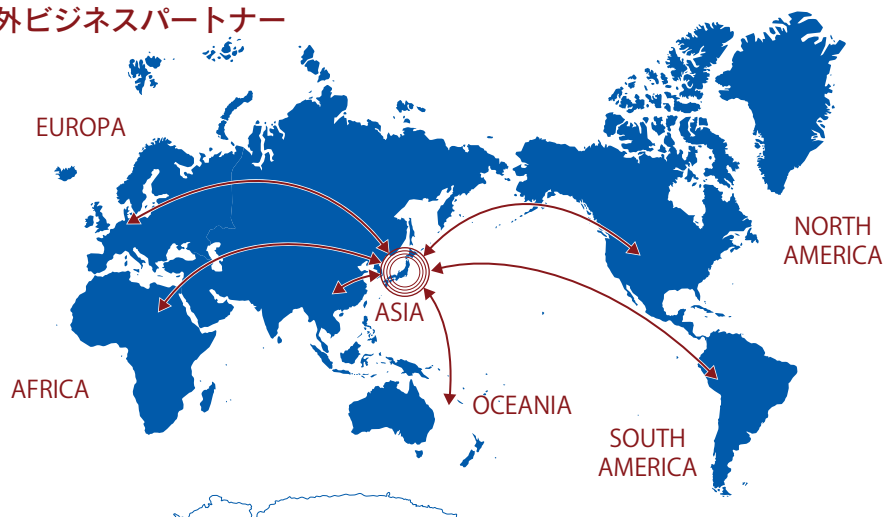 外ビジネスパートナー
EUROPA
NORTH
AMERICA
ASIA
AFRICA
OCEANIA
SOUTH
AMERICA